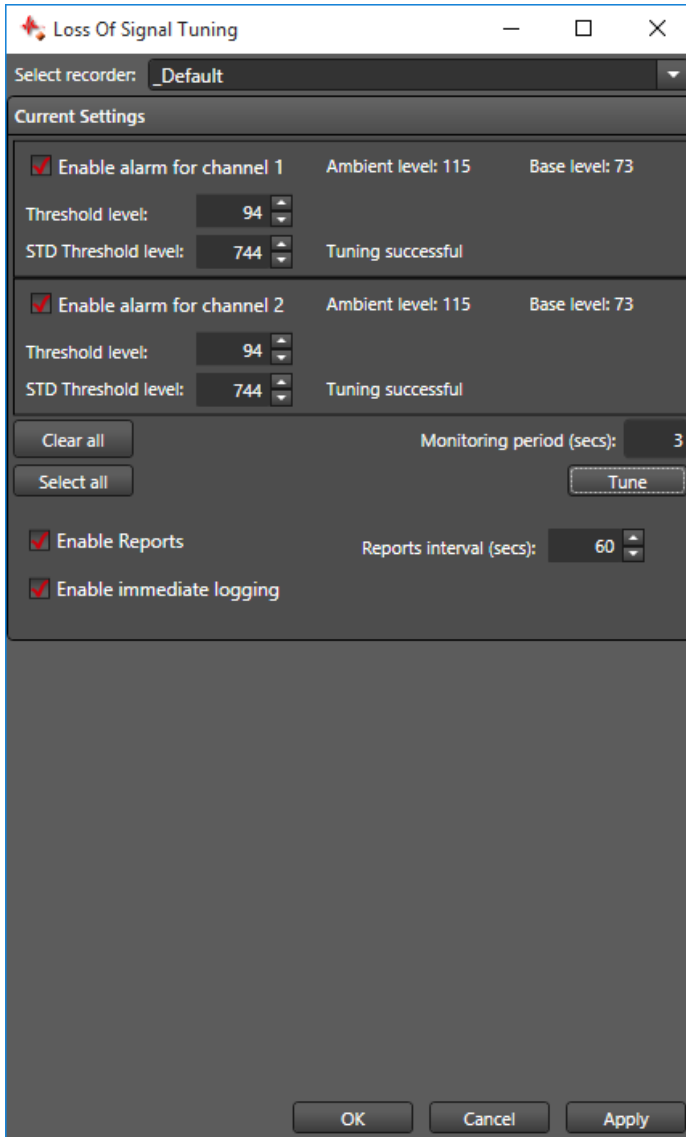 Loss Of Signal Tuning
Select recorder: _Default
Current Settings
Enable alarm for channel 1 Ambient level: 115 Base level: 73
Threshold level: 94
STD Threshold level: 744 Tuning successful
Enable alarm for channel 2 Ambient level: 115 Base level: 73
Threshold level: 94
STD Threshold level: 744 Tuning successful
Clear all Monitoring period (secs): 3
Select all Tune
Enable Reports Reports interval (secs): 60
Enable immediate logging
OK Cancel Apply